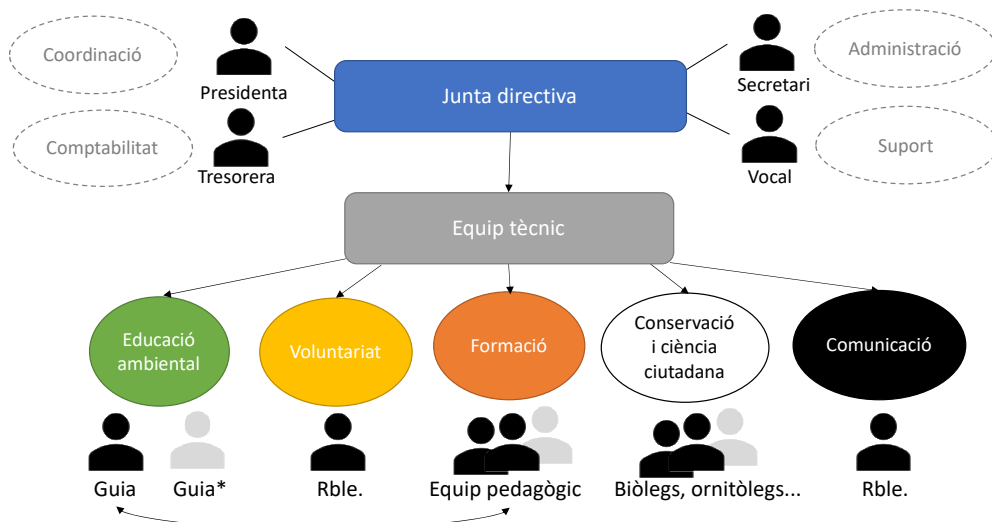 Coordinació
Presidenta
Junta directiva
Secretari
Administració
Comptabilitat
Tresorera
Vocal
Suport
Equip tècnic
Educació
ambiental
Voluntariat
Formació
Conservació
i ciència
ciutadana
Comunicació
Guia
Guia*
Rble.
Equip pedagògic
Biòlegs, ornitòlegs...
Rble.